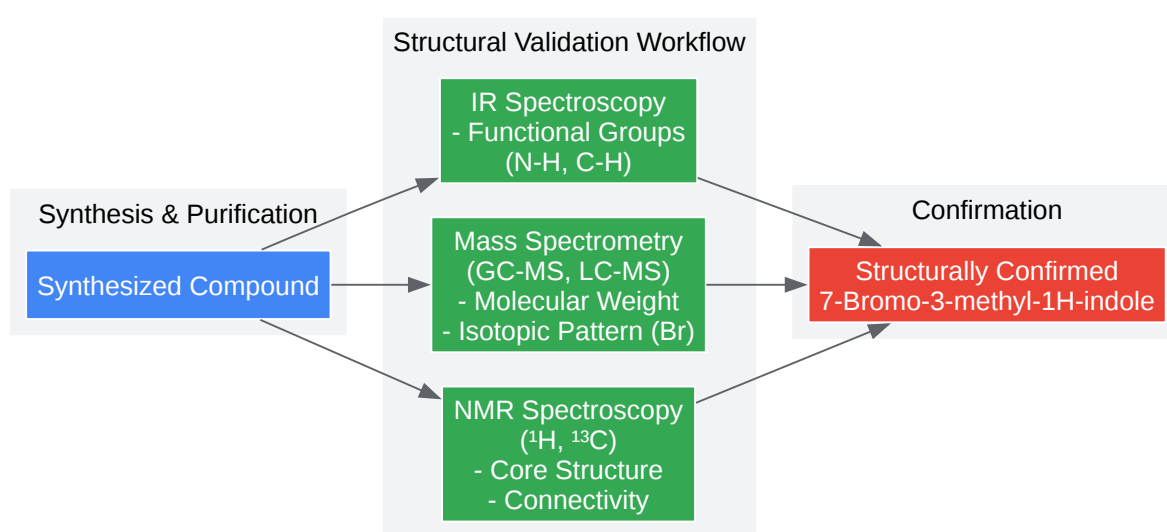 Structural Validation Workflow
IR Spectroscopy
- Functional Groups
(N-H, C-H)
Synthesis & Purification
Synthesized Compound
Mass Spectrometry
(GC-MS, LC-MS)
- Molecular Weight
- Isotopic Pattern (Br)
NMR Spectroscopy
(¹H, ¹³C)
- Core Structure
- Connectivity
Confirmation
Structurally Confirmed
7-Bromo-3-methyl-1H-indole